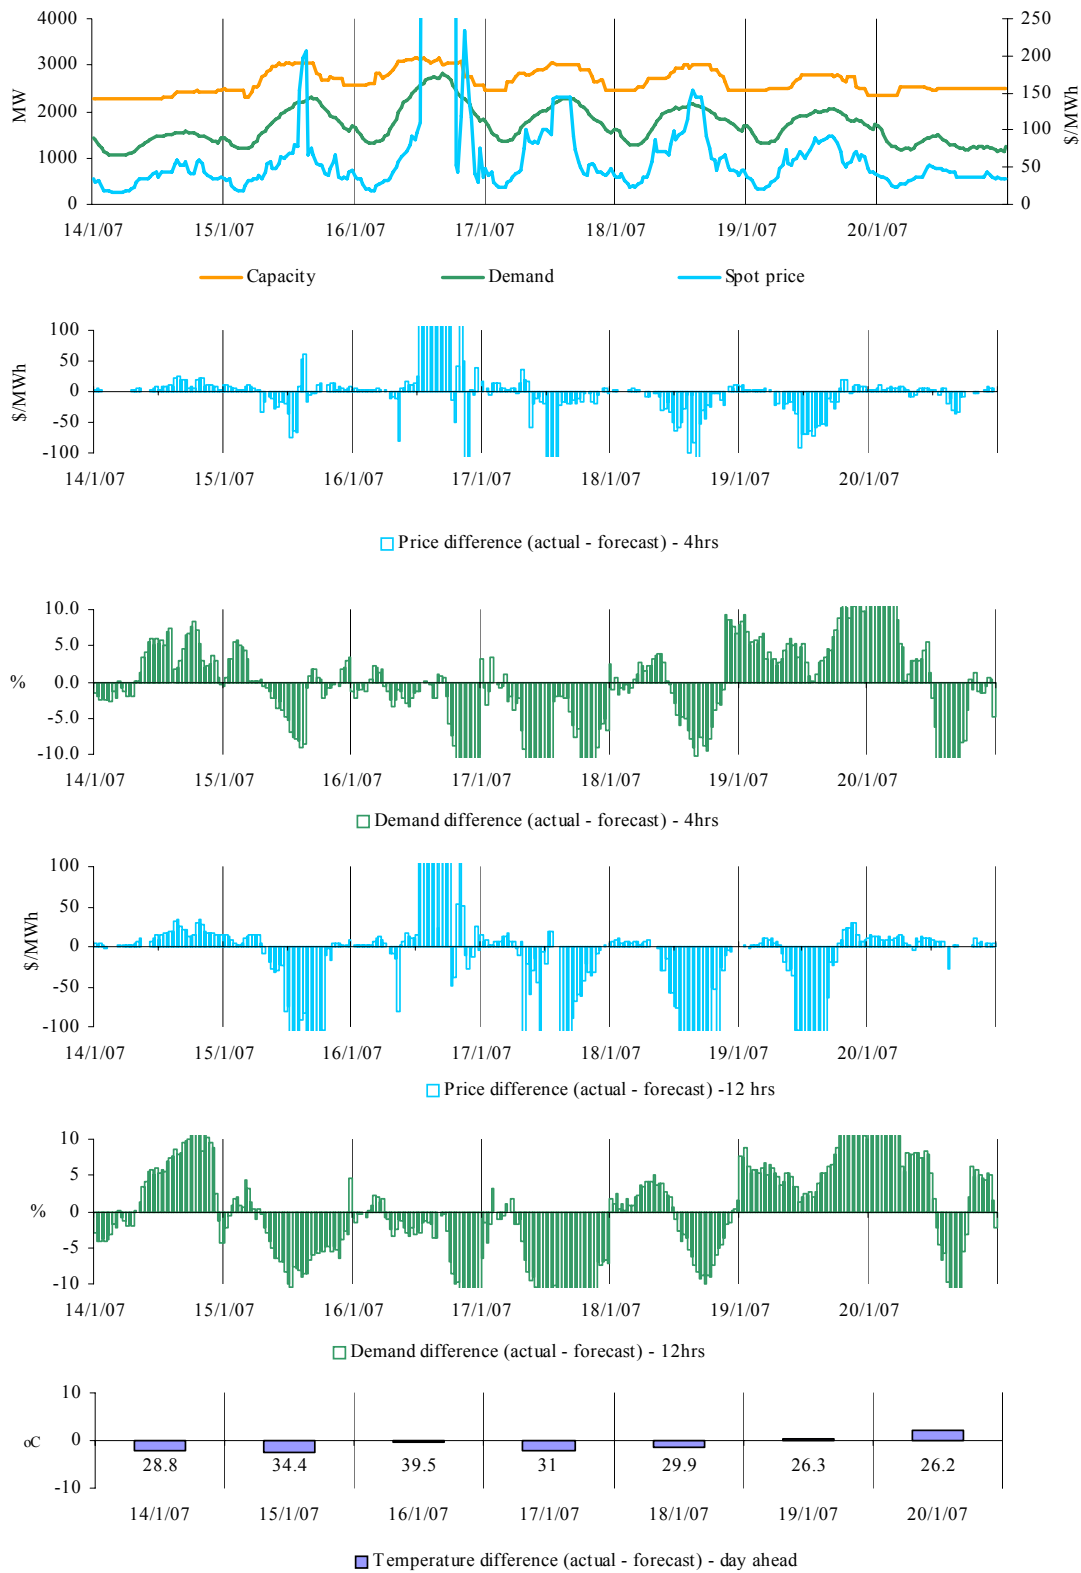 4000 250
3000 200
MW 2000 150 $/MWh
100
1000 50
0 0
14/1/07 15/1/07 16/1/07 17/1/07 18/1/07 19/1/07 20/1/07
Capacity Demand Spot price
100
50
$/MWh 0
-50
-100
14/1/07 15/1/07 16/1/07 17/1/07 18/1/07 19/1/07 20/1/07
Price difference (actual - forecast) - 4hrs
10.0
5.0
% 0.0
-5.0
-10.0
14/1/07 15/1/07 16/1/07 17/1/07 18/1/07 19/1/07 20/1/07
Demand difference (actual - forecast) - 4hrs
100
50
$/MWh 0
-50
-100
14/1/07 15/1/07 16/1/07 17/1/07 18/1/07 19/1/07 20/1/07
Price difference (actual - forecast) -12 hrs
10
5
% 0
-5
-10
14/1/07 15/1/07 16/1/07 17/1/07 18/1/07 19/1/07 20/1/07
Demand difference (actual - forecast) - 12hrs
10
oC 0
28.8 34.4 39.5 31 29.9 26.3 26.2
-10
14/1/07 15/1/07 16/1/07 17/1/07 18/1/07 19/1/07 20/1/07
Temperature difference (actual - forecast) - day ahead